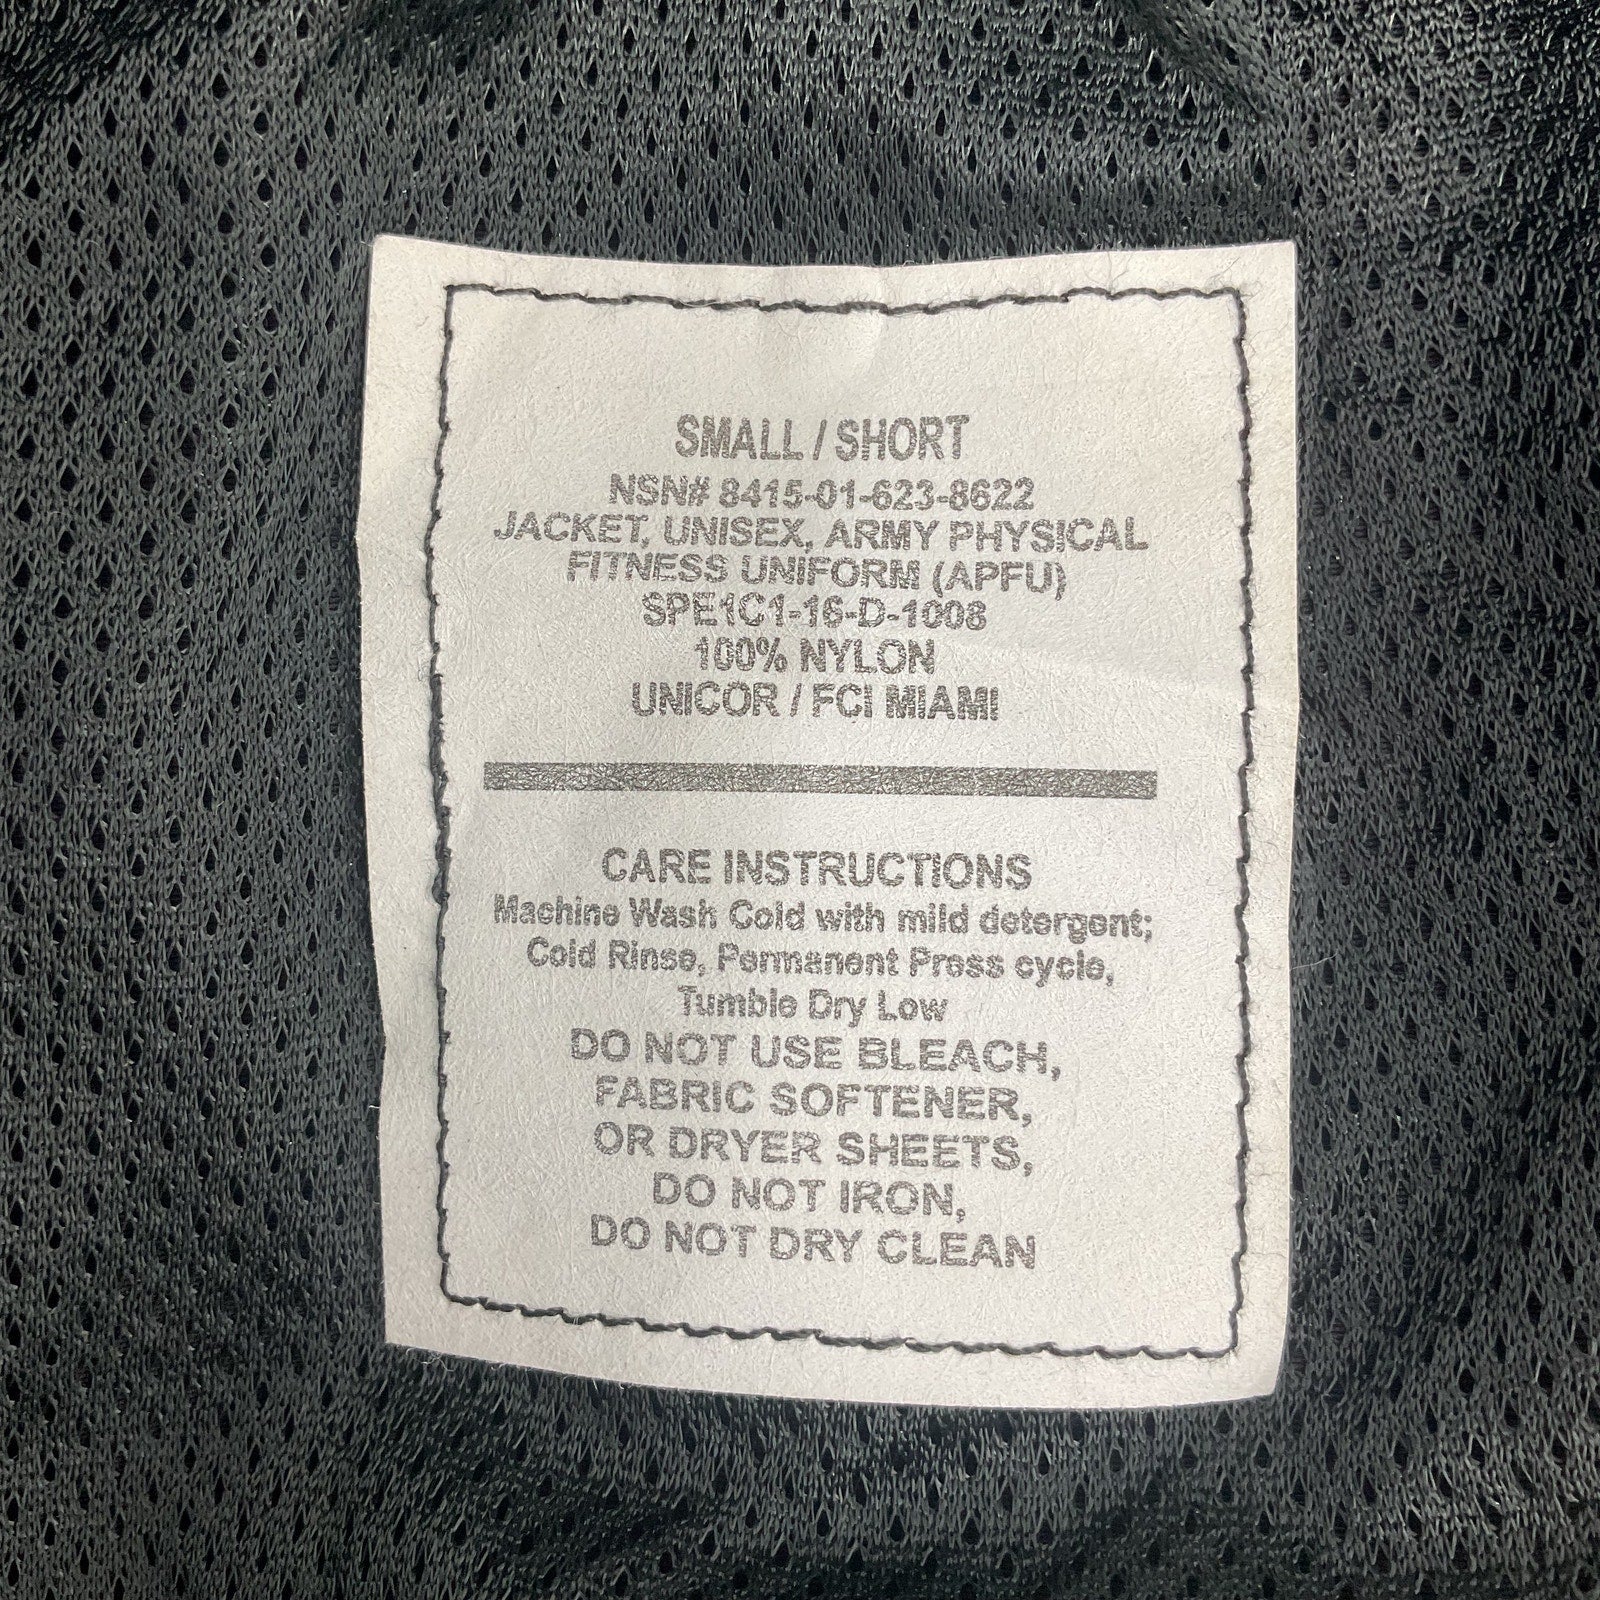 SMALL / SHORT
NSN# 8415-01-623-8622
JACKET, UNISEX, ARMY PHYSICAL
FITNESS UNIFORM (APFU)
SPE1C1-16-D-1008
100% NYLON
UNICOR / FCI MIAMI
CARE INSTRUCTIONS
Machine Wash Cold with mild detergent;
Cold Rinse, Permanent Press cycle,
Tumble Dry Low
DO NOT USE BLEACH,
FABRIC SOFTENER,
OR DRYER SHEETS,
DO NOT IRON,
DO NOT DRY CLEAN